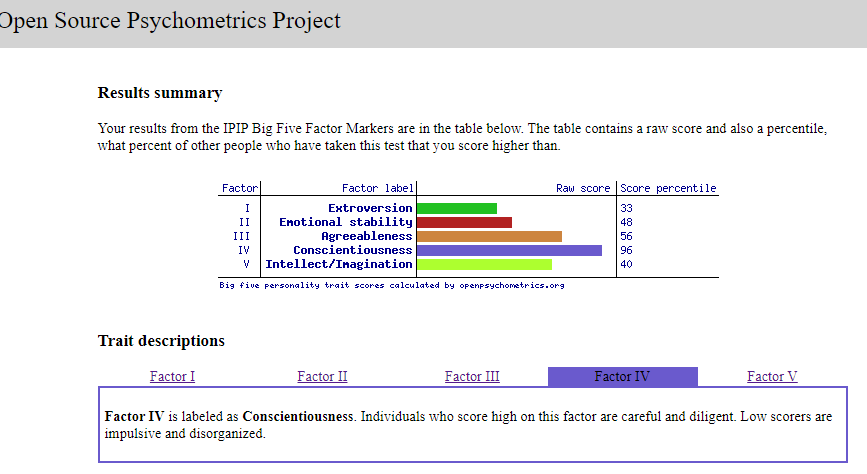 Open Source Psychometrics Project
Results summary
Your results from the IPIP Big Five Factor Markers are in the table below. The table contains a raw score and also a percentile,
what percent of other people who have taken this test that you score higher than.
Factor Factor label Raw score Score percentile
I Extroversion 33
II Emotional stability 48
III Agreeableness 56
IV Conscientiousness 96
V Intellect/Imagination 40
Big five personality trait scores calculated by openpsychometrics.org
Trait descriptions
Factor I Factor II Factor III Factor IV Factor V
Factor IV is labeled as Conscientiousness. Individuals who score high on this factor are careful and diligent. Low scorers are
impulsive and disorganized.